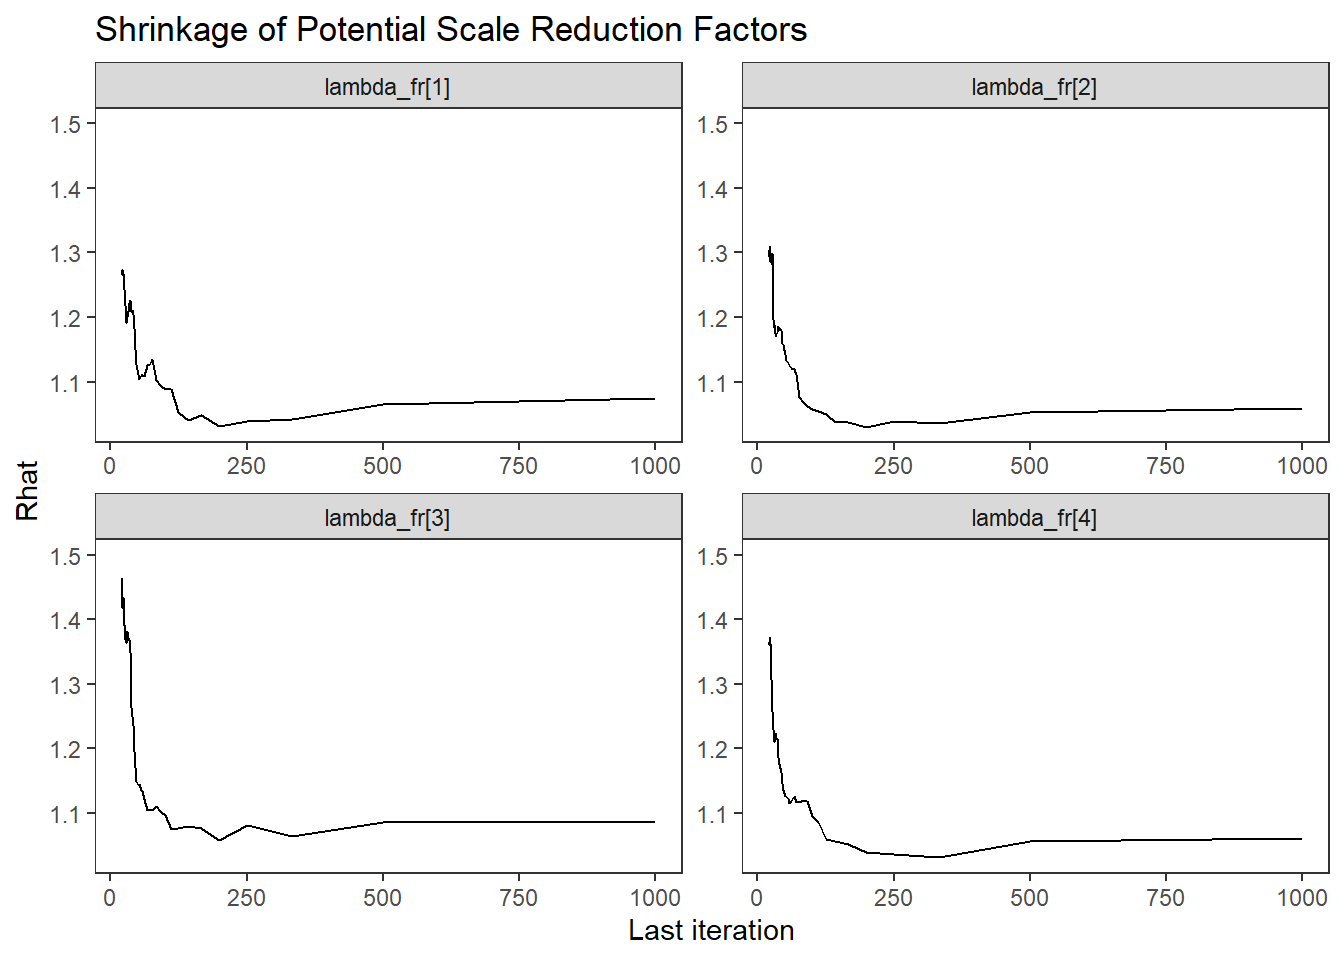 Shrinkage of Potential Scale Reduction Factors
lambda_fr[1]
lambda_fr[2]
1.5
1.4
1.3
1.2
1.1
0 250 500 750 1000
1.5
1.4
1.3
1.2
1.1
0 250 500 750 1000
Rhat
lambda_fr[3]
lambda_fr[4]
1.5
1.4
1.3
1.2
1.1
0 250 500 750 1000
1.5
1.4
1.3
1.2
1.1
0 250 500 750 1000
Last iteration